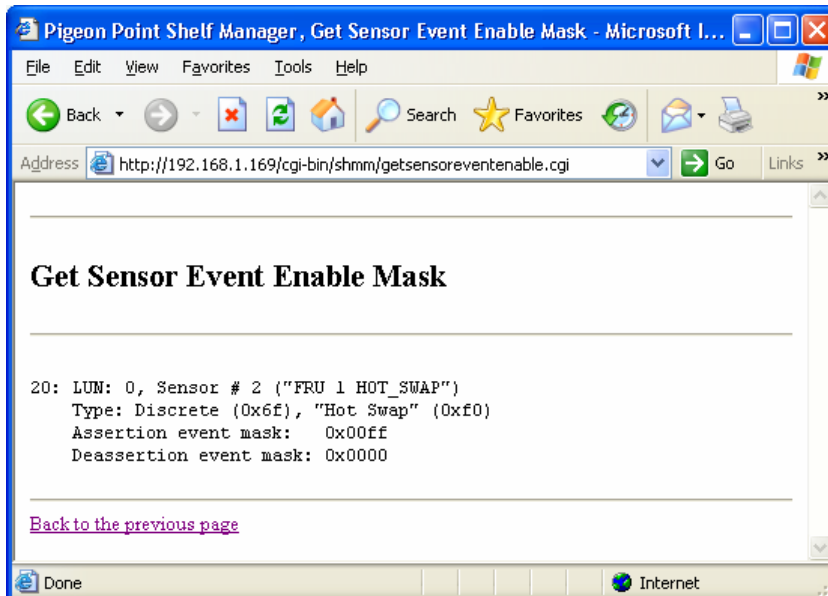 Pigeon Point Shelf Manager, Get Sensor Event Enable Mask - Microsoft I...
File Edit View Favorites Tools Help
Back Search Favorites
Address http://192.168.1.169/cgi-bin/shmm/getsensoreventenable.cgi Go Links
Get Sensor Event Enable Mask
20: LUN: 0, Sensor # 2 ("FRU 1 HOT_SWAP")
Type: Discrete (0x6f), "Hot Swap" (0xf0)
Assertion event mask: 0x00ff
Deassertion event mask: 0x0000
Back to the previous page
Done Internet